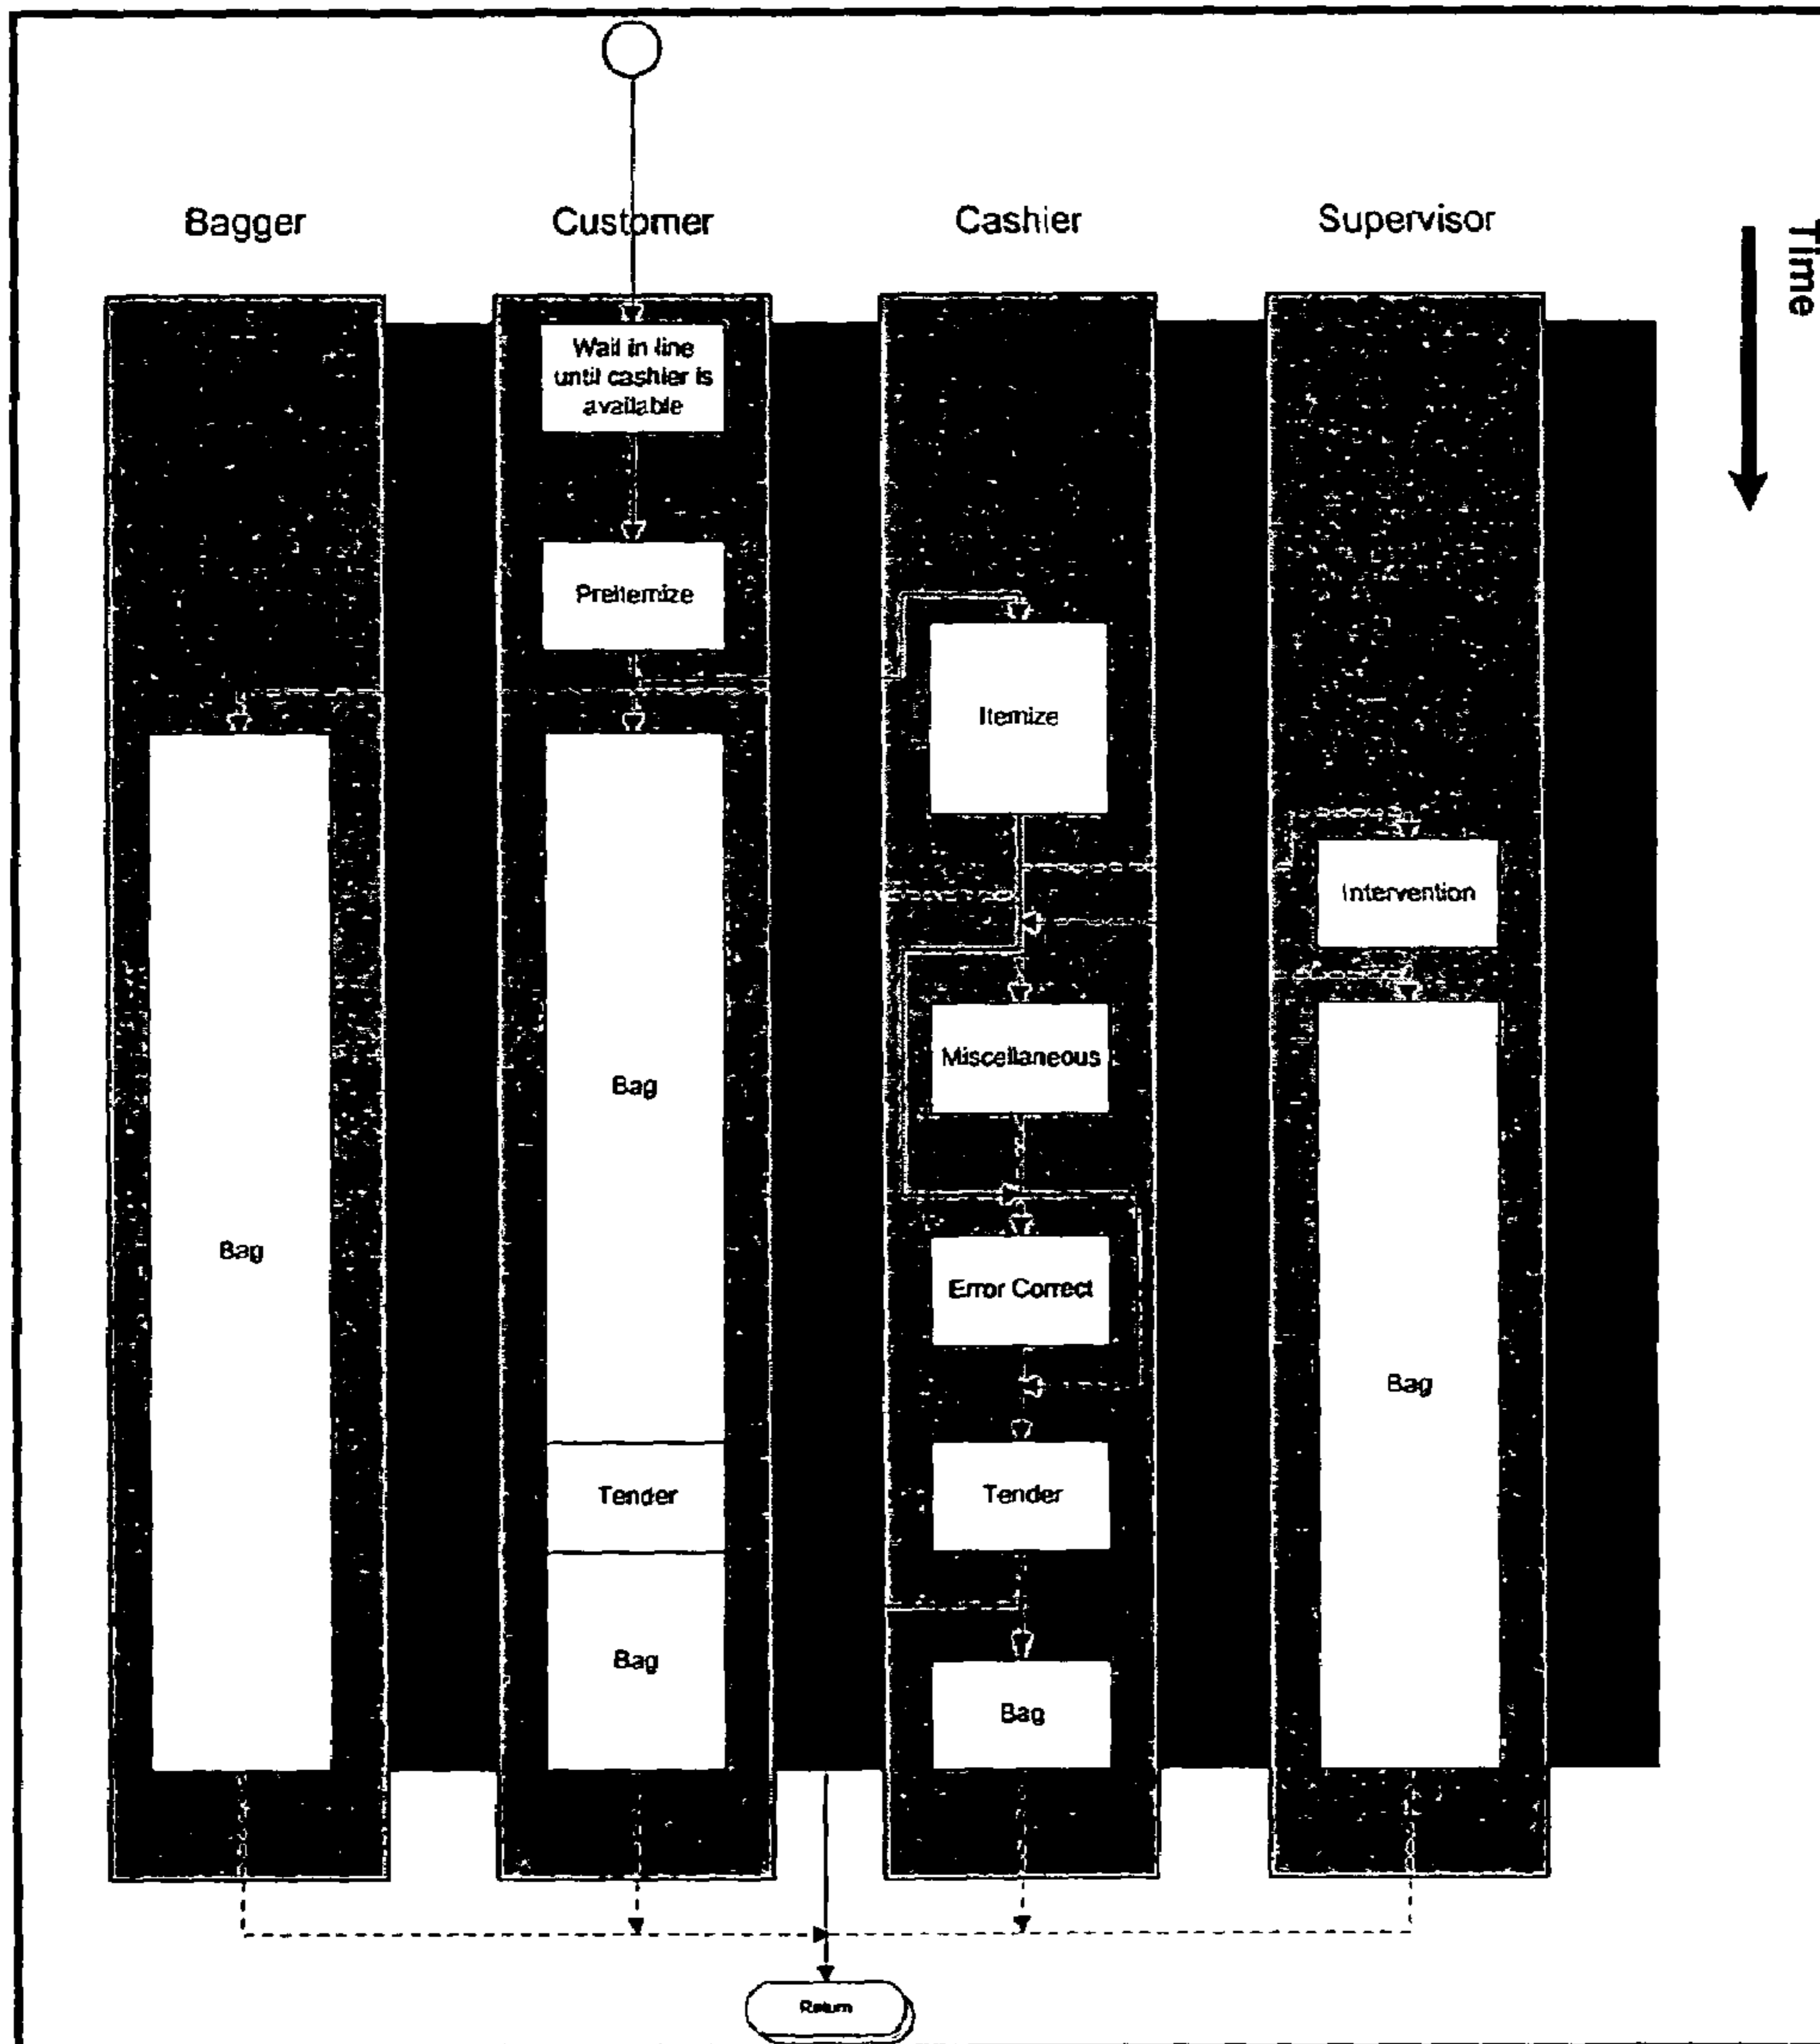 Bagger
Customer
Cashier
Supervisor
Time
Wait in line
until cashier is
available
Preitemize
Itemize
Intervention
Miscellaneous
Bag
Bag
Error Correct
Bag
Tender
Tender
Bag
Bag
Return